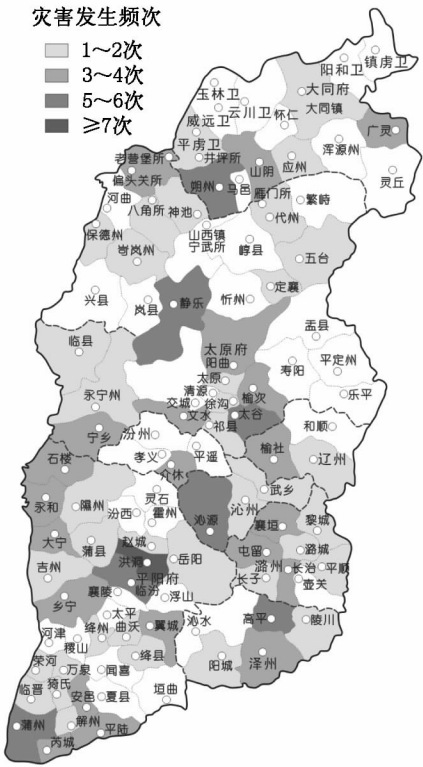 灾害发生频次
1～2次
3～4次
5～6次
≥7次
镇虏卫
阳和卫
大同府
大同镇
玉林卫
云川卫
威远卫
怀仁
广灵
浑源州
平虏卫
井坪所
老营堡所
偏头关所
山阴
应州
灵丘
朔州
马邑
雁门所
繁峙
河曲
八角所
神池
代州
保德州
山西镇
宁武所
崞县
岢岚州
五台
兴县
岚县
静乐
忻州
定襄
盂县
临县
太原府
阳曲
寿阳
平定州
太原
清源
榆次
乐平
永宁州
交城
徐沟
文水
太谷
祁县
宁乡
汾州
和顺
孝义
平遥
榆社
辽州
石楼
介休
武乡
永和
隰州
灵石
汾西
霍州
沁源
沁州
襄垣
黎城
大宁
蒲县
赵城
岳阳
屯留
潞城
吉州
洪洞
平阳府
临汾
潞州
长治
平顺
长子
壶关
乡宁
襄陵
浮山
太平
河津
绛州
曲沃
翼城
沁水
高平
陵川
稷山
荣河
万泉
闻喜
绛县
阳城
泽州
临晋
猗氏
安邑
夏县
垣曲
蒲州
解州
平陆
芮城